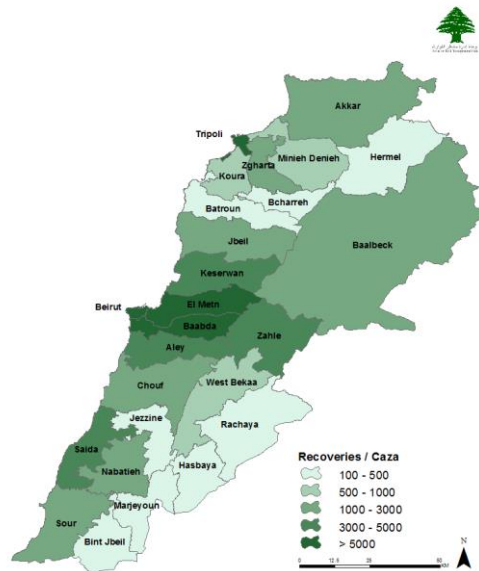 Akkar
Tripoli
Hermel
Minieh Denieh
Zgharta
Koura
Bcharreh
Batroun
Jbeil
Baalbeck
Keserwan
El Metn
Beirut
Baabda
Zahle
Aley
West Bekaa
Chouf
Jezzine
Rachaya
Saida
Hasbaya
Nabatieh
Marjeyoun
Sour
Bint Jbeil
Recoveries / Caza
100 - 500
500 - 1000
1000 - 3000
3000 - 5000
> 5000
N